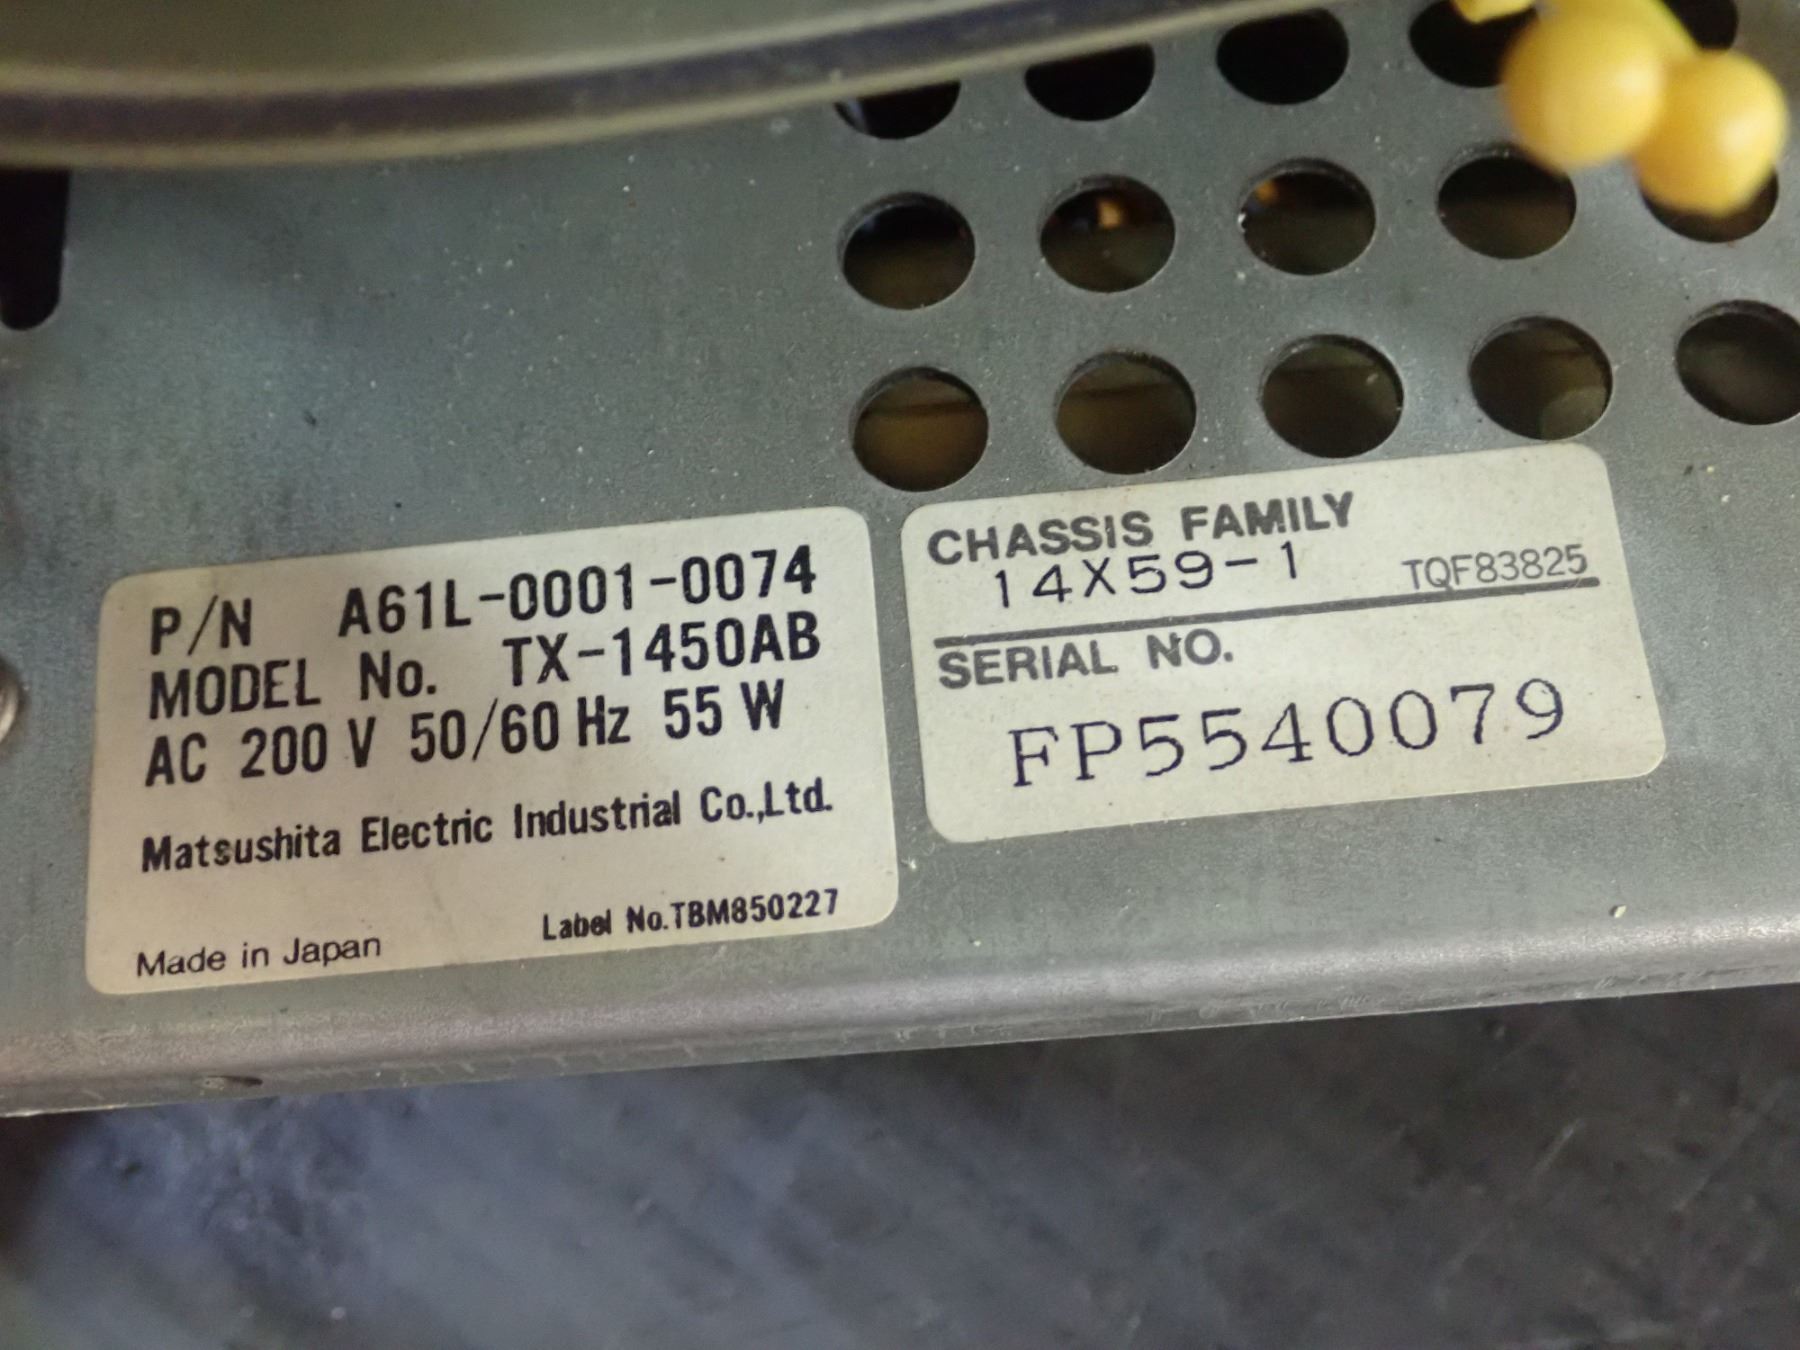 P/N A61L-0001-0074
MODEL No. TX-1450AB
AC 200 V 50/60 Hz 55 W
Matsushita Electric Industrial Co.,Ltd.
Label No.TBM850227
Made in Japan
CHASSIS FAMILY
14X59-1 TQF83825
SERIAL NO.
FP5540079